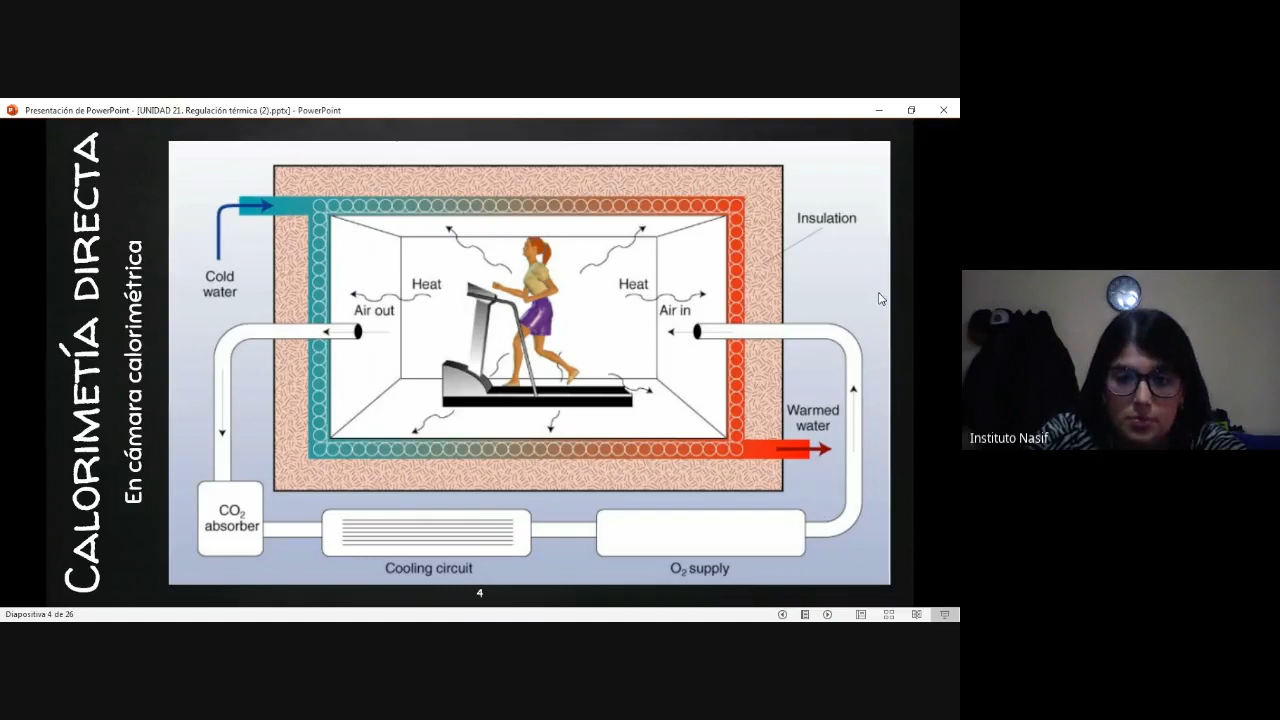 Presentación de PowerPoint - [UNIDAD 21. Regulación térmica (2).pptx] - PowerPoint
CALORIMETÍA DIRECTA
En cámara calorimétrica
Insulation
Cold
water
Heat
Heat
Air out
Air in
Warmed
water
CO2
absorber
Cooling circuit
O2 supply
4
Diapositiva 4 de 26
Instituto Nasif